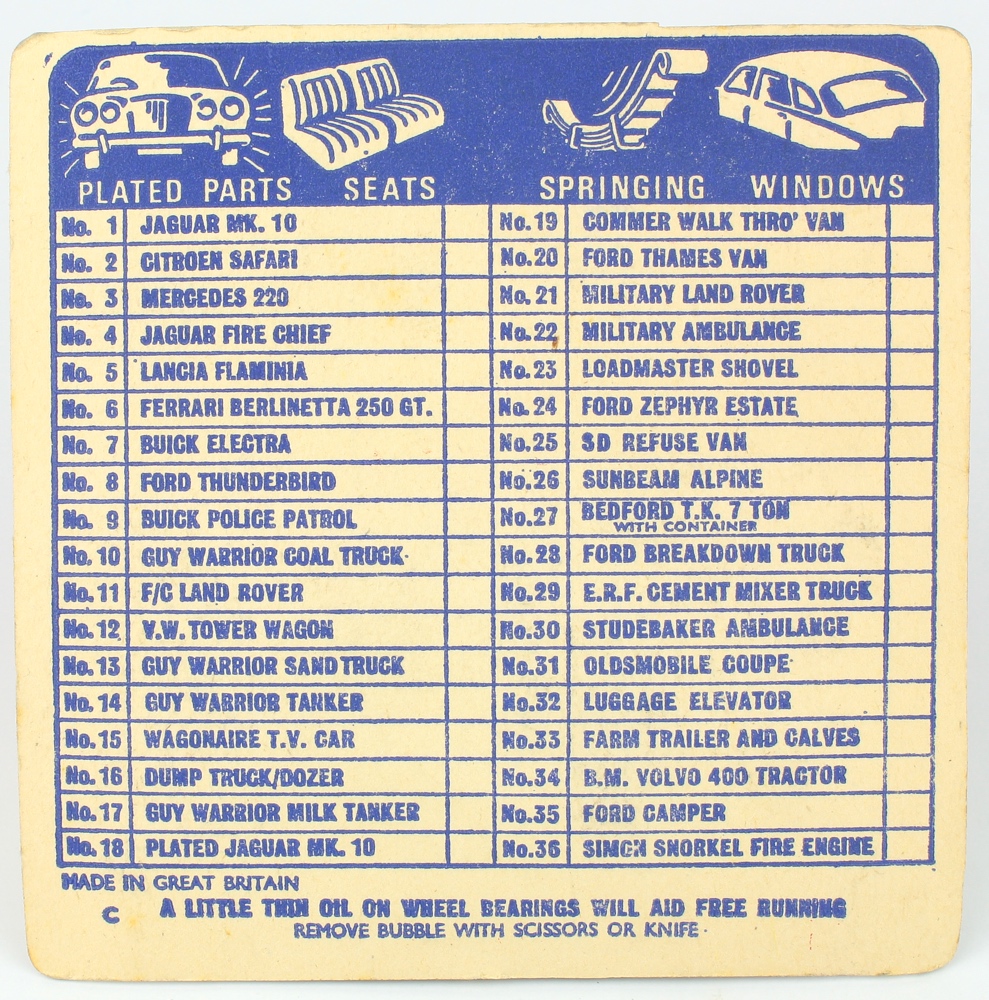 PLATED PARTS SEATS SPRINGING WINDOWS
No. 1 JAGUAR MK. 10
No. 2 CITROEN SAFARI
No. 3 MERCEDES 220
No. 4 JAGUAR FIRE CHIEF
No. 5 LANCIA FLAMINIA
No. 6 FERRARI BERLINETTA 250 GT.
No. 7 BUICK ELECTRA
No. 8 FORD THUNDERBIRD
No. 9 BUICK POLICE PATROL
No. 10 GUY WARRIOR COAL TRUCK
No. 11 F/C LAND ROVER
No. 12 V.W. TOWER WAGON
No. 13 GUY WARRIOR SAND TRUCK
No. 14 GUY WARRIOR TANKER
No. 15 WAGONAIRE T.V. CAR
No. 16 DUMP TRUCK/DOZER
No. 17 GUY WARRIOR MILK TANKER
No. 18 PLATED JAGUAR MK. 10
No. 19 COMMER WALK THRO' VAN
No. 20 FORD THAMES VAN
No. 21 MILITARY LAND ROVER
No. 22 MILITARY AMBULANCE
No. 23 LOADMASTER SHOVEL
No. 24 FORD ZEPHYR ESTATE
No. 25 SD REFUSE VAN
No. 26 SUNBEAM ALPINE
No. 27 BEDFORD T.K. 7 TON
WITH CONTAINER
No. 28 FORD BREAKDOWN TRUCK
No. 29 E.R.F. CEMENT MIXER TRUCK
No. 30 STUDEBAKER AMBULANCE
No. 31 OLDSMOBILE COUPE
No. 32 LUGGAGE ELEVATOR
No. 33 FARM TRAILER AND CALVES
No. 34 B.M. VOLVO 400 TRACTOR
No. 35 FORD CAMPER
No. 36 SIMON SNORKEL FIRE ENGINE
MADE IN GREAT BRITAIN
C A LITTLE THIN OIL ON WHEEL BEARINGS WILL AID FREE RUNNING
REMOVE BUBBLE WITH SCISSORS OR KNIFE.